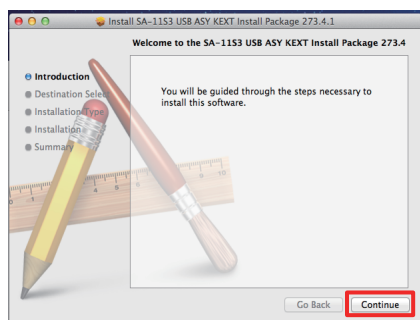 Install SA-11S3 USB ASY KEXT Install Package 273.4.1
Welcome to the SA-11S3 USB ASY KEXT Install Package 273.4
Introduction
Destination Select
Installation Type
Installation
Summary
You will be guided through the steps necessary to
install this software.
Go Back
Continue